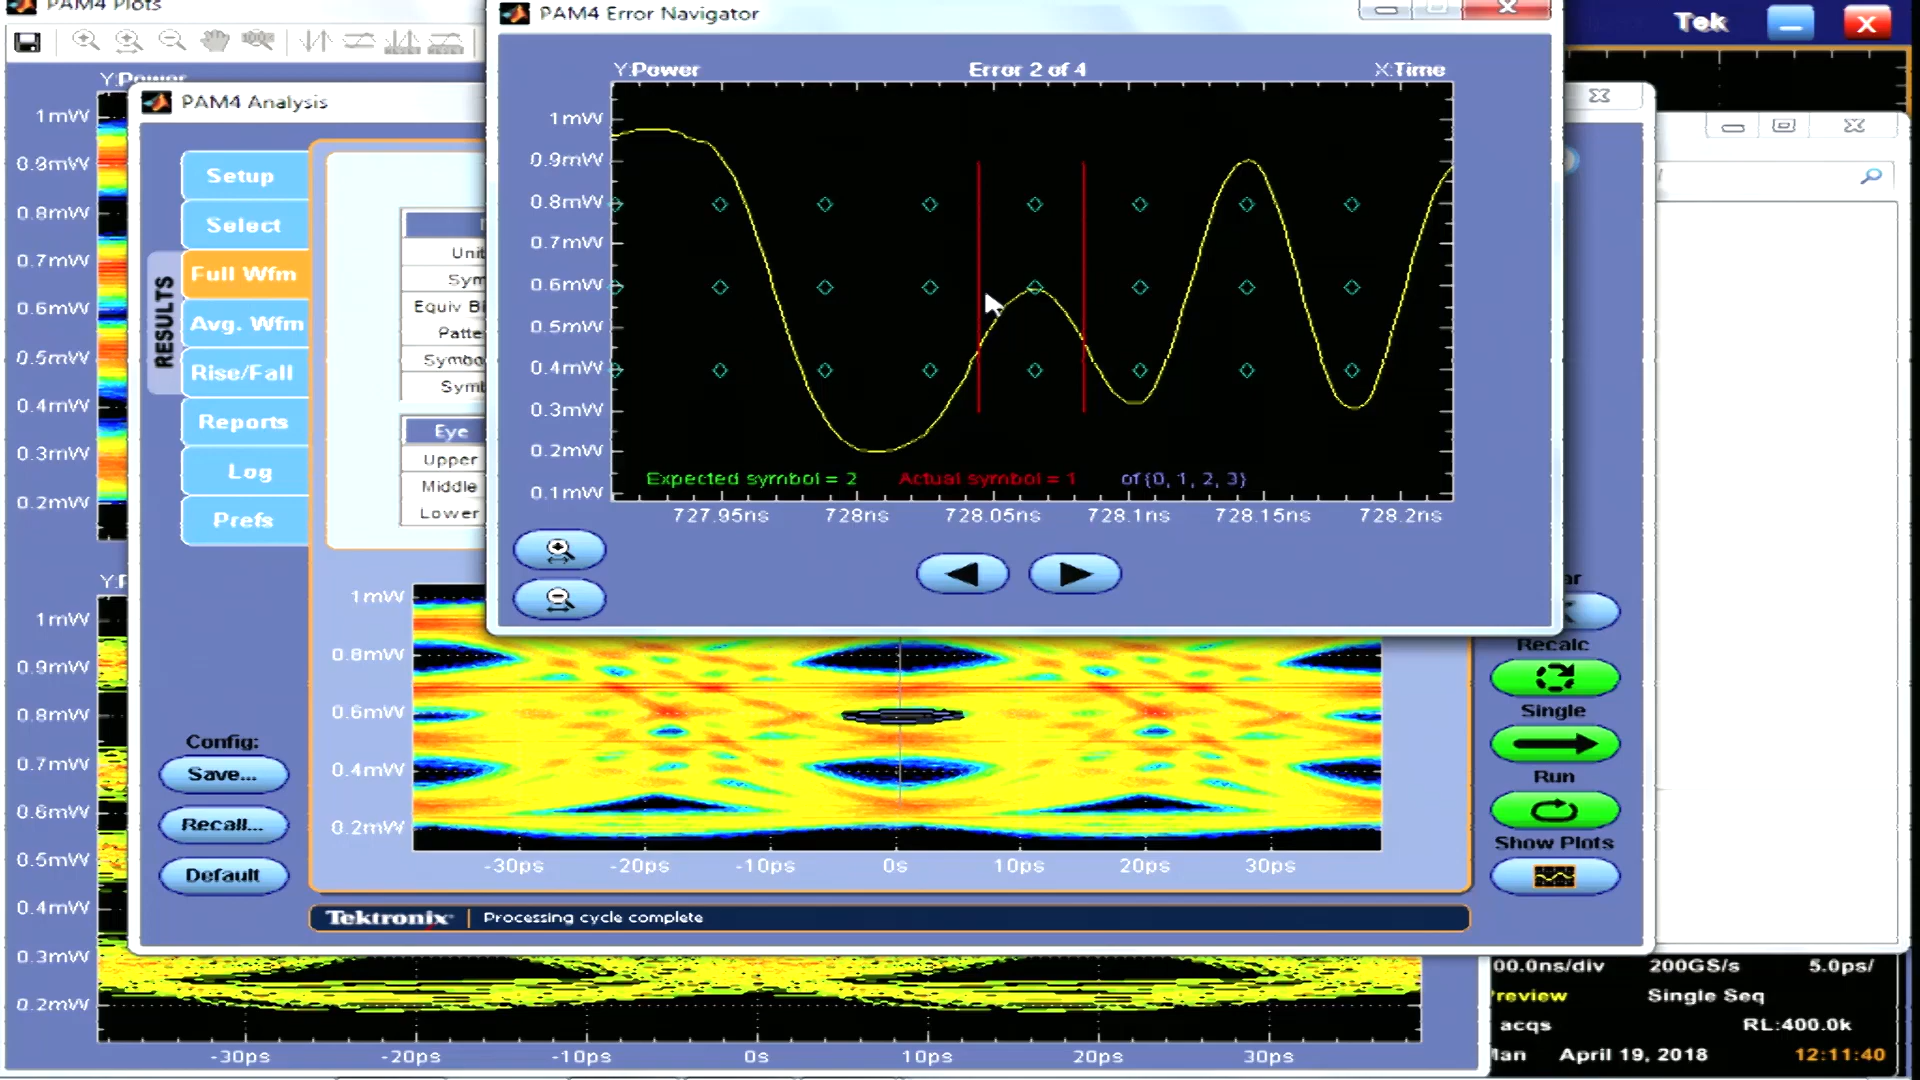 PAM4 Plots
Y:Power
1mW
0.9mW
0.8mW
0.7mW
0.6mW
0.5mW
0.4mW
0.3mW
0.2mW
1mW
0.9mW
0.8mW
0.7mW
0.6mW
0.5mW
0.4mW
0.3mW
0.2mW
-30ps -20ps -10ps 0s 10ps 20ps 30ps
PAM4 Analysis
RESULTS
Setup
Select
Full Wfm
Avg. Wfm
Rise/Fall
Reports
Log
Prefs
Config:
Save...
Recall...
Default
Eye
Upper
Middle
Lower
1mW
0.8mW
0.6mW
0.4mW
0.2mW
-30ps -20ps -10ps 0s 10ps 20ps 30ps
Tektronix Processing cycle complete
PAM4 Error Navigator
Y:Power Error 2 of 4 X:Time
1mW
0.9mW
0.8mW
0.7mW
0.6mW
0.5mW
0.4mW
0.3mW
0.2mW
0.1mW
Expected symbol = 2 Actual symbol = 1 of {0, 1, 2, 3}
727.95ns 728ns 728.05ns 728.1ns 728.15ns 728.2ns
Recalc
Single
Run
Show Plots
Tek
00.0ns/div 200GS/s 5.0ps/
Single Seq
acqs RL:400.0k
April 19, 2018 12:11:40